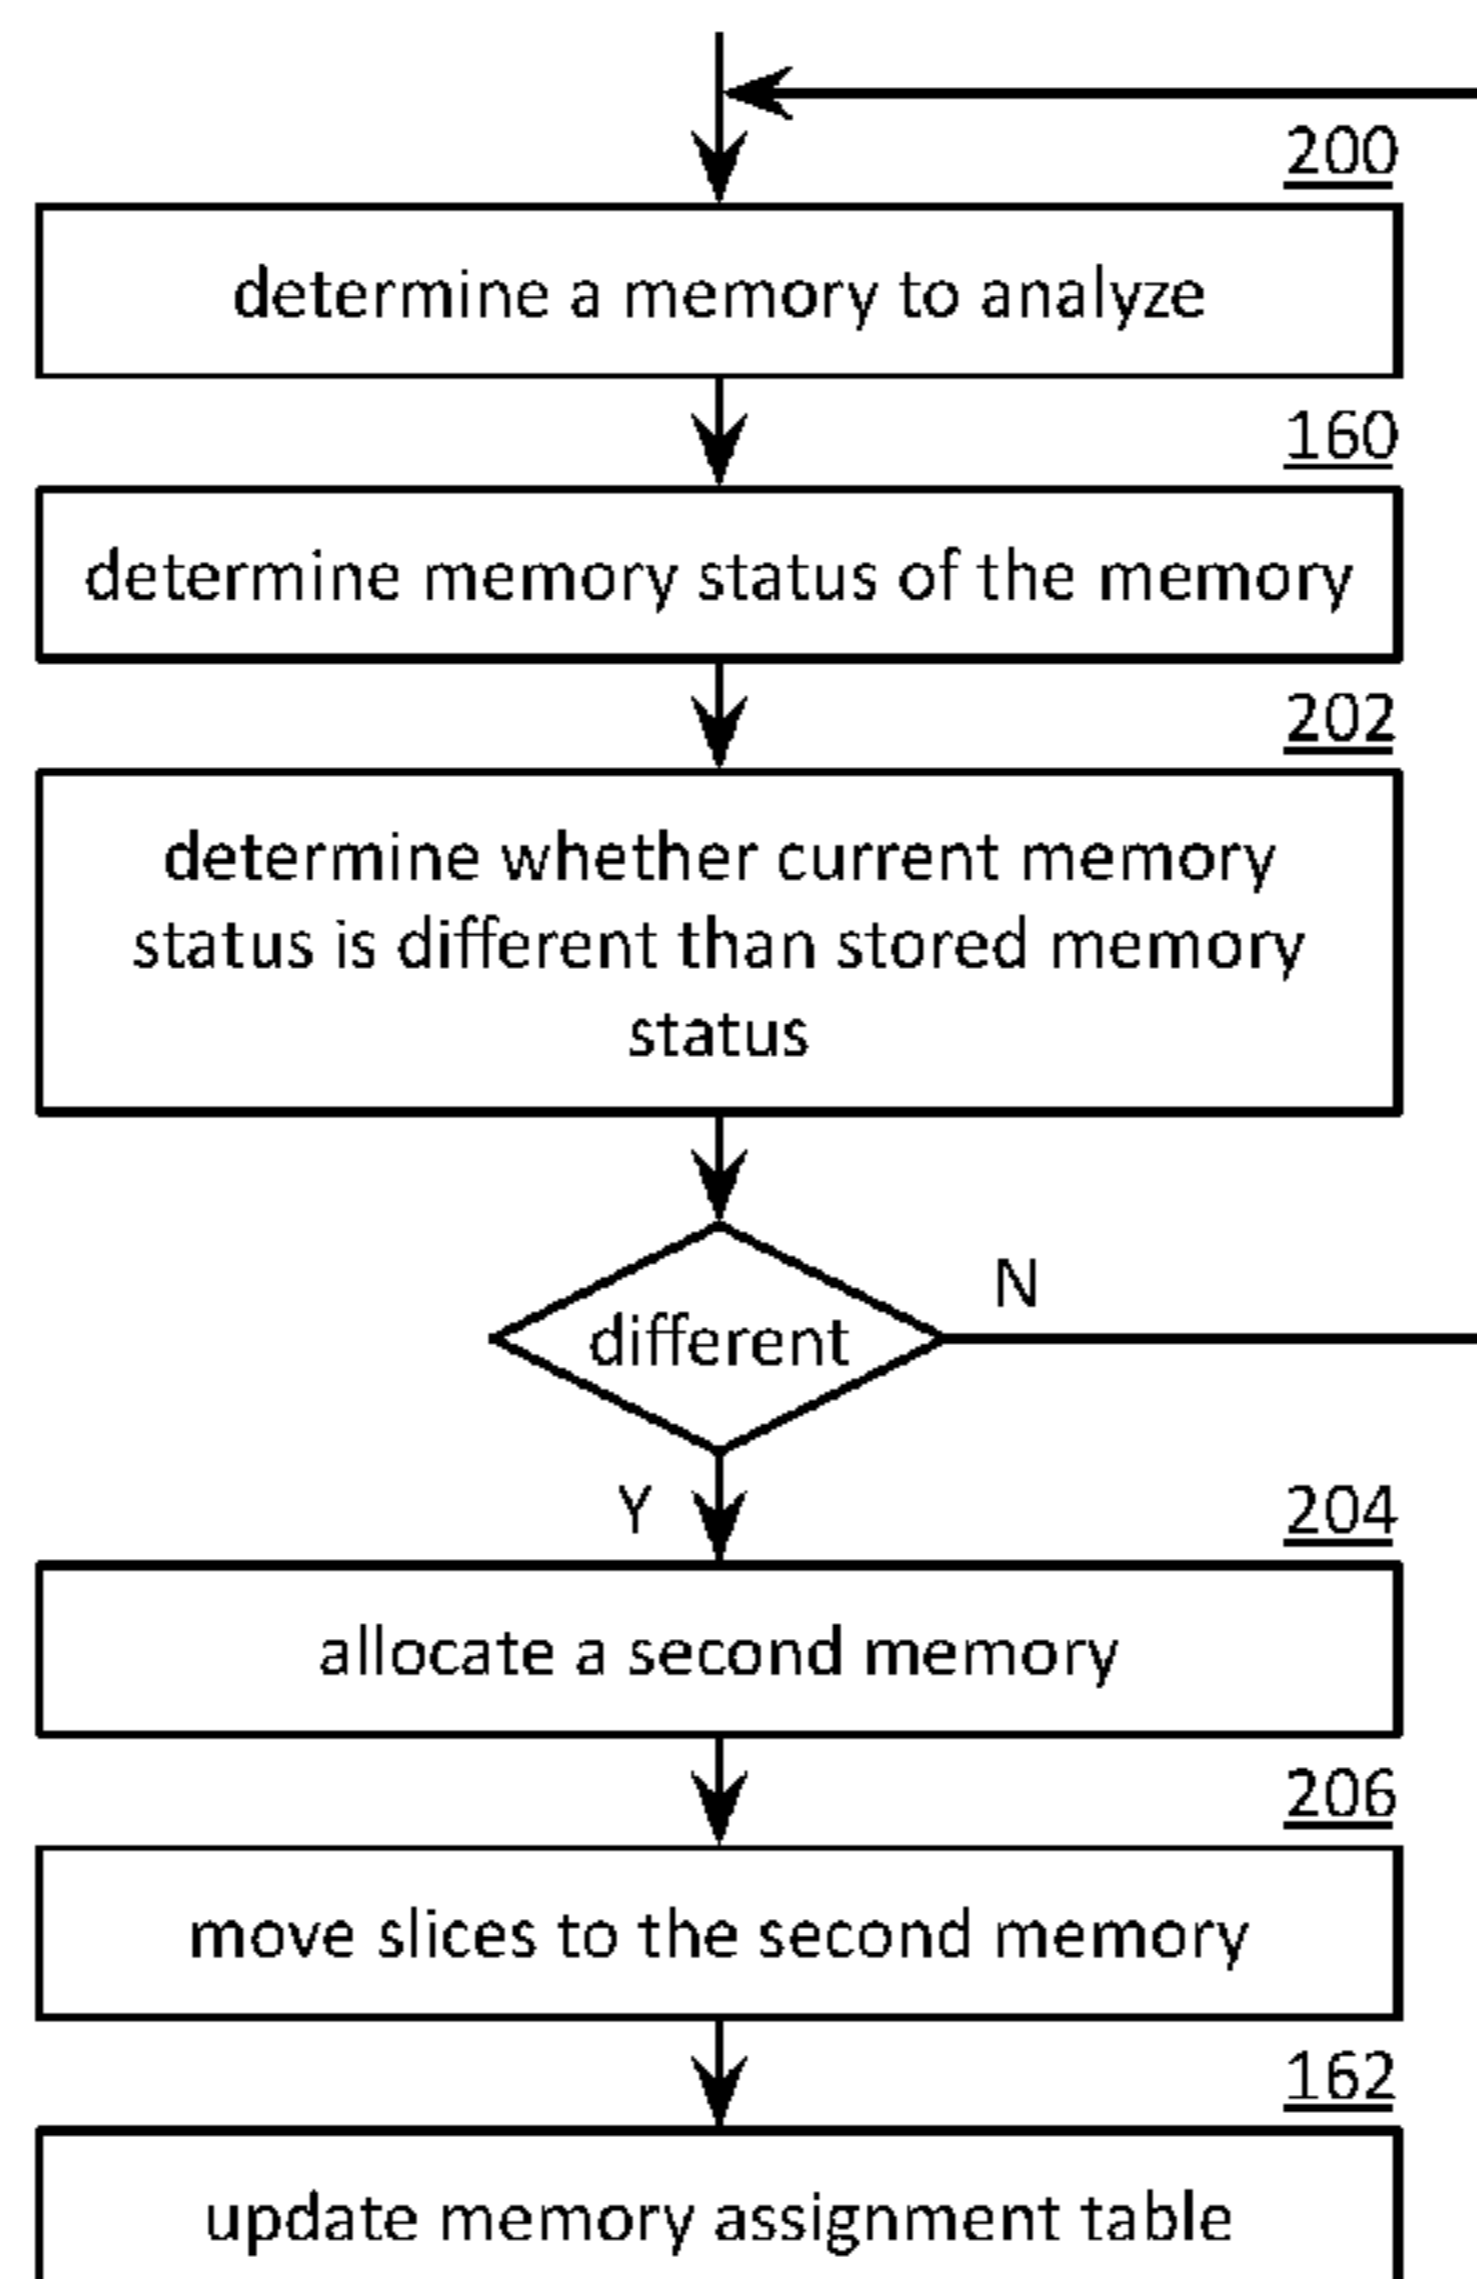 200
determine a memory to analyze
160
determine memory status of the memory
202
determine whether current memory
status is different than stored memory
status
different
N
Y
204
allocate a second memory
206
move slices to the second memory
162
update memory assignment table